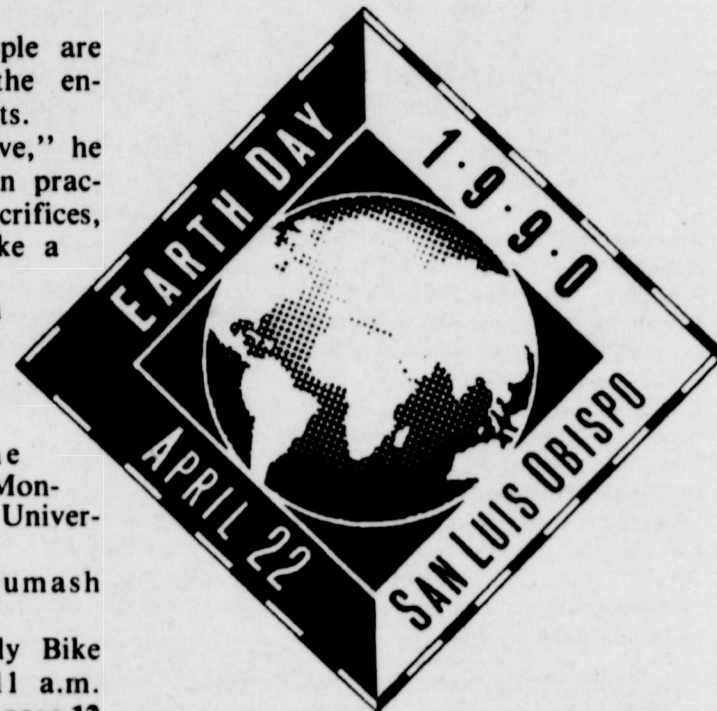 ple are
the en-
ts.
ve," he
n prac-
crifices,
ke a
e
Mon-
Univer-
umash
ly Bike
11 a.m.
EARTH DAY
1·9·9·0
APRIL 22
SAN LUIS OBISPO